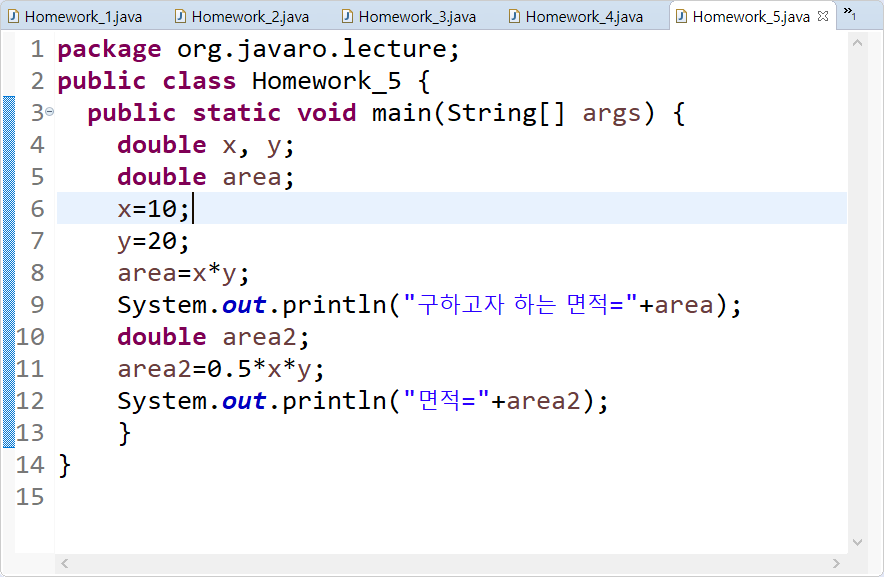 Homework_1.java Homework_2.java Homework_3.java Homework_4.java Homework_5.java »1
1 package org.javaro.lecture;
2 public class Homework_5 {
3 public static void main(String[] args) {
4 double x, y;
5 double area;
6 x=10;
7 y=20;
8 area=x*y;
9 System.out.println("구하고자 하는 면적="+area);
10 double area2;
11 area2=0.5*x*y;
12 System.out.println("면적="+area2);
13 }
14 }
15